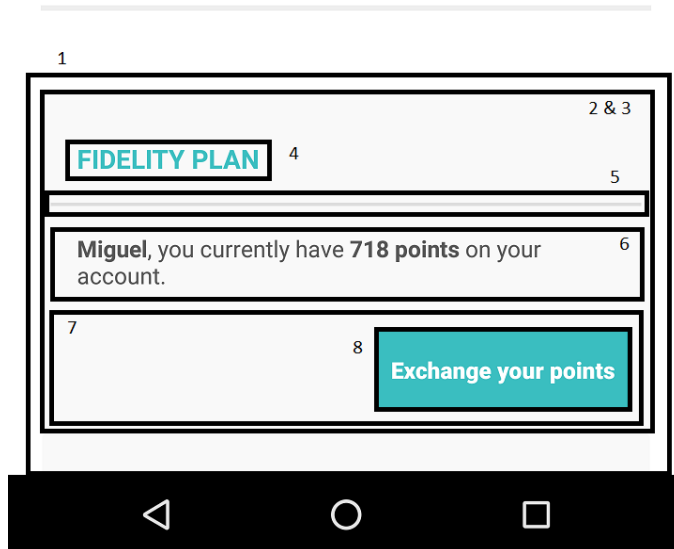 1
2 & 3
FIDELITY PLAN 4
5
Miguel, you currently have 718 points on your 6
account.
7
8
Exchange your points